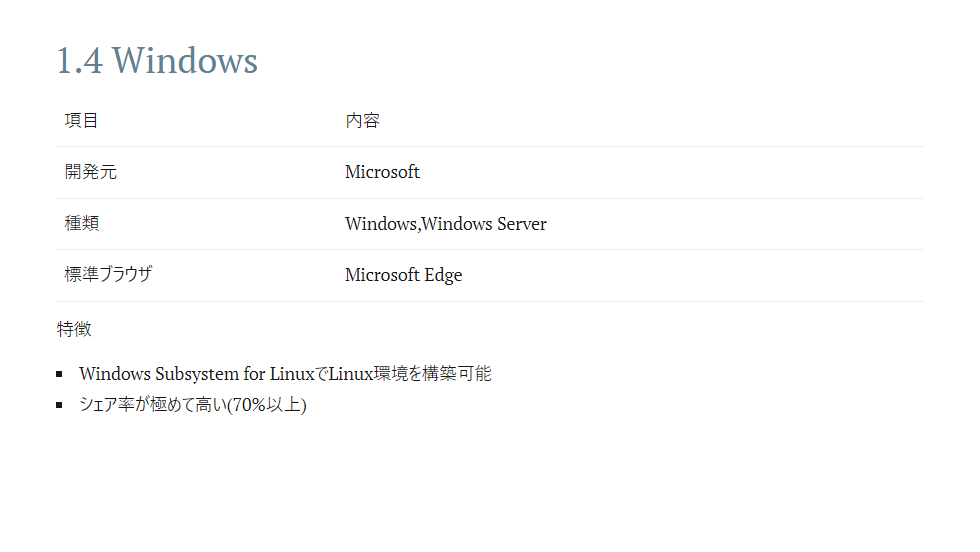 1.4 Windows
項目 内容
開発元 Microsoft
種類 Windows,Windows Server
標準ブラウザ Microsoft Edge
特徴
▪ Windows Subsystem for LinuxでLinux環境を構築可能
▪ シェア率が極めて高い(70%以上)